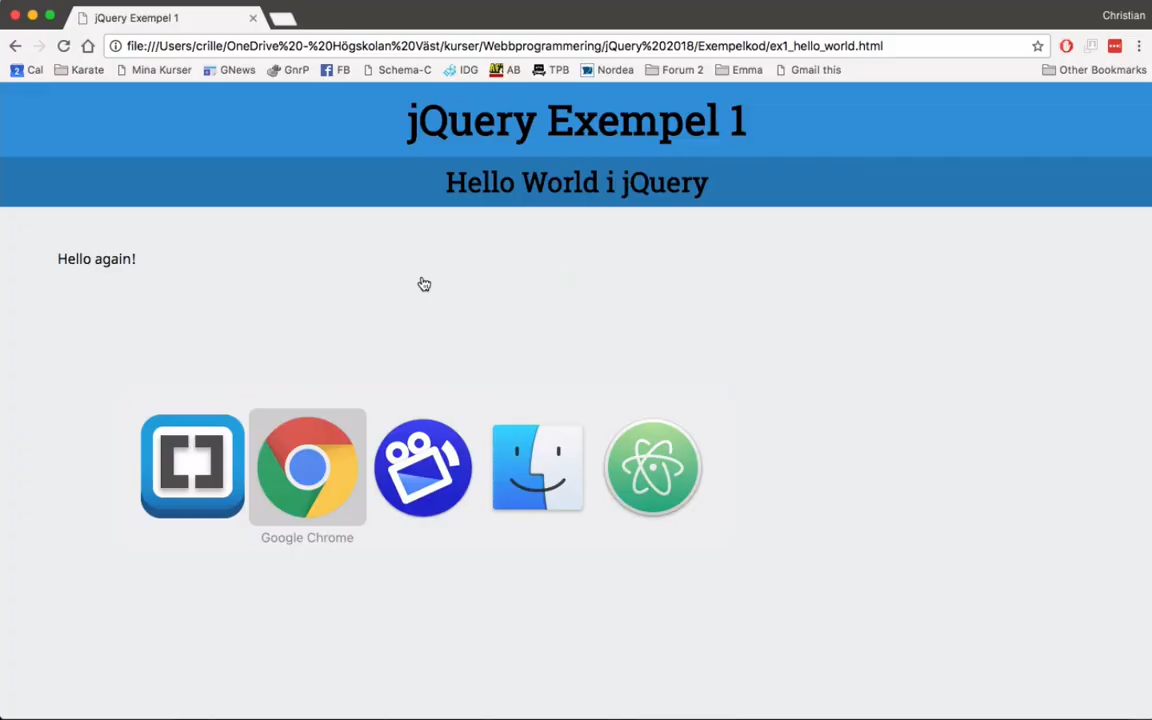 jQuery Exempel 1
Christian
file:///Users/crille/OneDrive%20-%20Högskolan%20Väst/kurser/Webbprogrammering/jQuery%202018/Exempelkod/ex1_hello_world.html
2 Cal Karate Mina Kurser GNews GnrP FB Schema-C IDG AB TPB Nordea Forum 2 Emma Gmail this Other Bookmarks
jQuery Exempel 1
Hello World i jQuery
Hello again!
Google Chrome